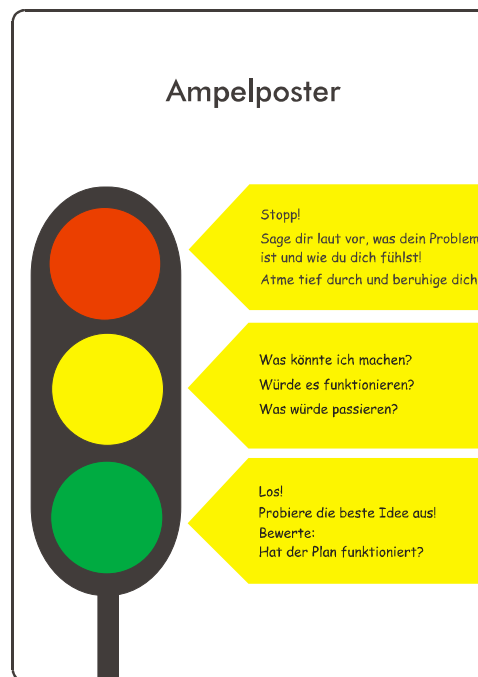 Ampelposter
Stopp!
Sage dir laut vor, was dein Problem
ist und wie du dich fühlst!
Atme tief durch und beruhige dich
Was könnte ich machen?
Würde es funktionieren?
Was würde passieren?
Los!
Probiere die beste Idee aus!
Bewerte:
Hat der Plan funktioniert?